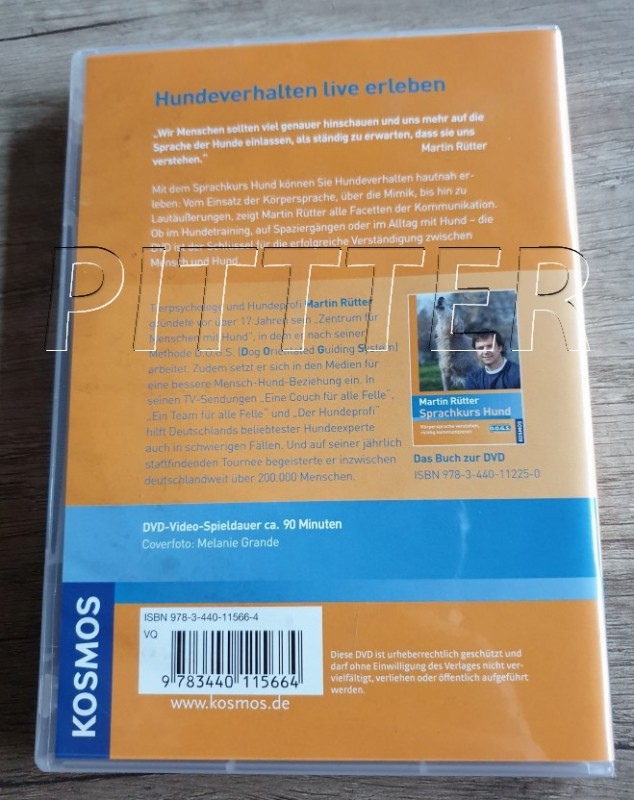 Hundeverhalten live erleben
„Wir Menschen sollten viel genauer hinschauen und uns mehr auf die
Sprache der Hunde einlassen, als ständig zu erwarten, dass sie uns
verstehen."
Martin Rütter
Mit dem Sprachkurs Hund können Sie Hundeverhalten hautnah er-
leben: Vom Einsatz der Körpersprache, über die Mimik, bis hin zu
Lautäußerungen, zeigt Martin Rütter alle Facetten der Kommunikation.
Ob im Hundetraining, auf Spaziergängen oder im Alltag mit Hund – die
DVD ist der Schlüssel für die erfolgreiche Verständigung zwischen
Mensch und Hund.
PITTTER
Tierpsychologe und Hundeprofi Martin Rütter
gründete vor über 17 Jahren sein „Zentrum für
Menschen mit Hund", in dem er nach seiner
Methode D.O.G.S. (Dog Orientated Guiding System)
arbeitet. Zudem setzt er sich in den Medien für
eine bessere Mensch-Hund-Beziehung ein. In
seinen TV-Sendungen „Eine Couch für alle Felle",
„Ein Team für alle Felle" und „Der Hundeprofi"
hilft Deutschlands beliebtester Hundeexperte
auch in schwierigen Fällen. Und auf seiner jährlich
stattfindenden Tournee begeisterte er inzwischen
deutschlandweit über 200.000 Menschen.
Martin Rütter
Sprachkurs Hund
Körpersprache verstehen,
richtig kommunizieren
D.O.G.S.
KOSMOS
Das Buch zur DVD
ISBN 978-3-440-11225-0
DVD-Video-Spieldauer ca. 90 Minuten
Coverfoto: Melanie Grande
KOSMOS
ISBN 978-3-440-11566-4
VQ
9 783440 115664
www.kosmos.de
Diese DVD ist urheberrechtlich geschützt und
darf ohne Einwilligung des Verlages nicht ver-
vielfältigt, verliehen oder öffentlich aufgeführt
werden.